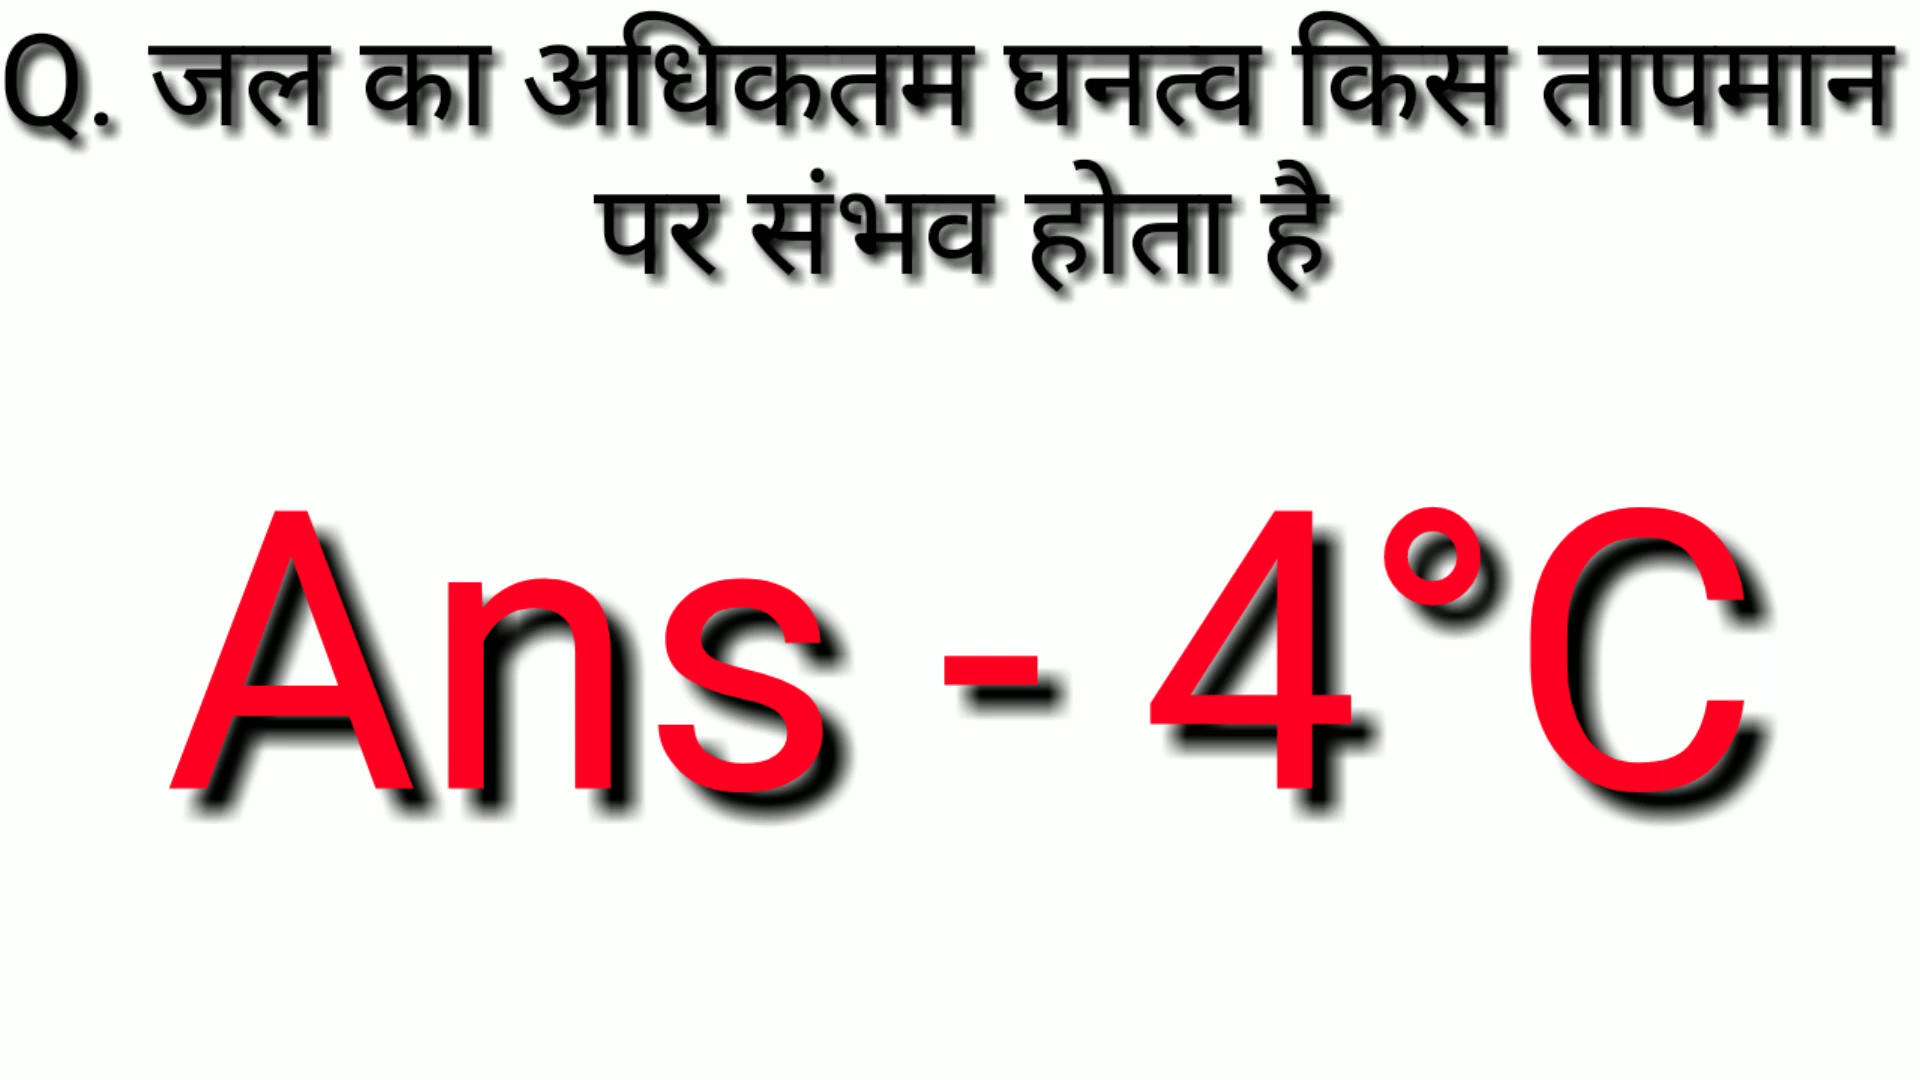 Q. जल का अधिकतम घनत्व किस तापमान
पर संभव होता है
Ans - 4°C